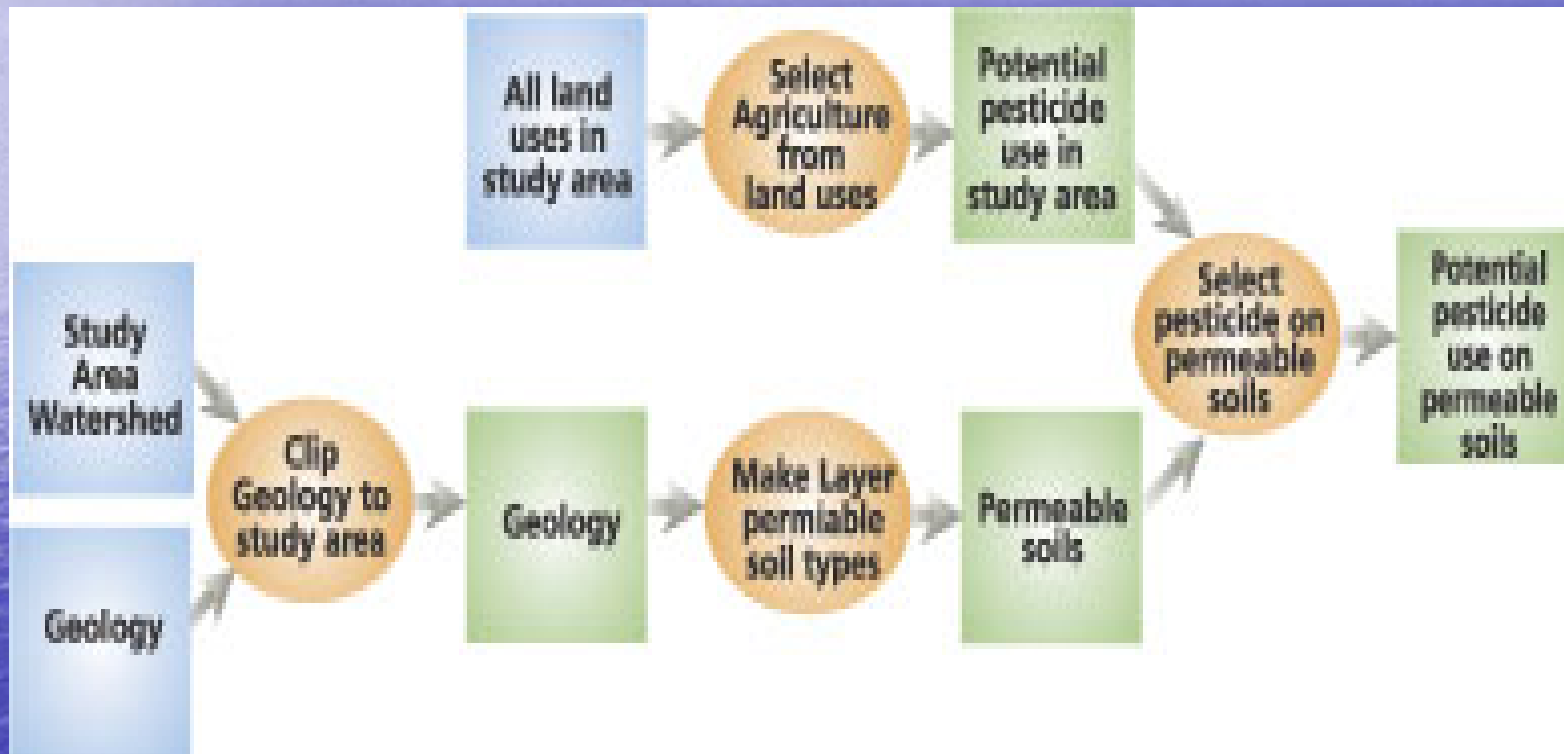 All land
uses in
study area
Select
Agriculture
from
land uses
Potential
pesticide
use in
study area
Study
Area
Watershed
Geology
Clip
Geology to
study area
Geology
Make Layer
permiable
soil types
Permeable
soils
Select
pesticide on
permeable
soils
Potential
pesticide
use on
permeable
soils